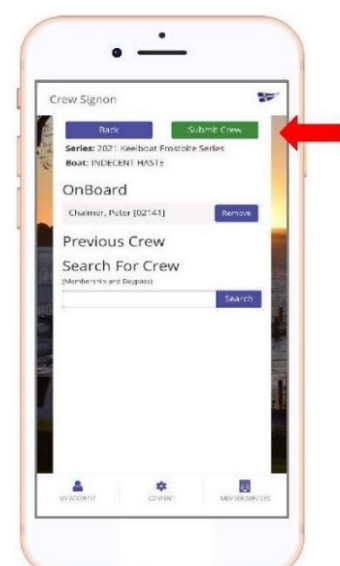 Crew Signon
Back Submit Crew
Series: 2021 Keelboat Frostbite Series
Boat: INDECENT HASTE
OnBoard
Chalmer, Peter [02141] Remove
Previous Crew
Search For Crew
(Membership and Daypass)
Search
MY ACCOUNT CONTENT MEMBER SERVICES